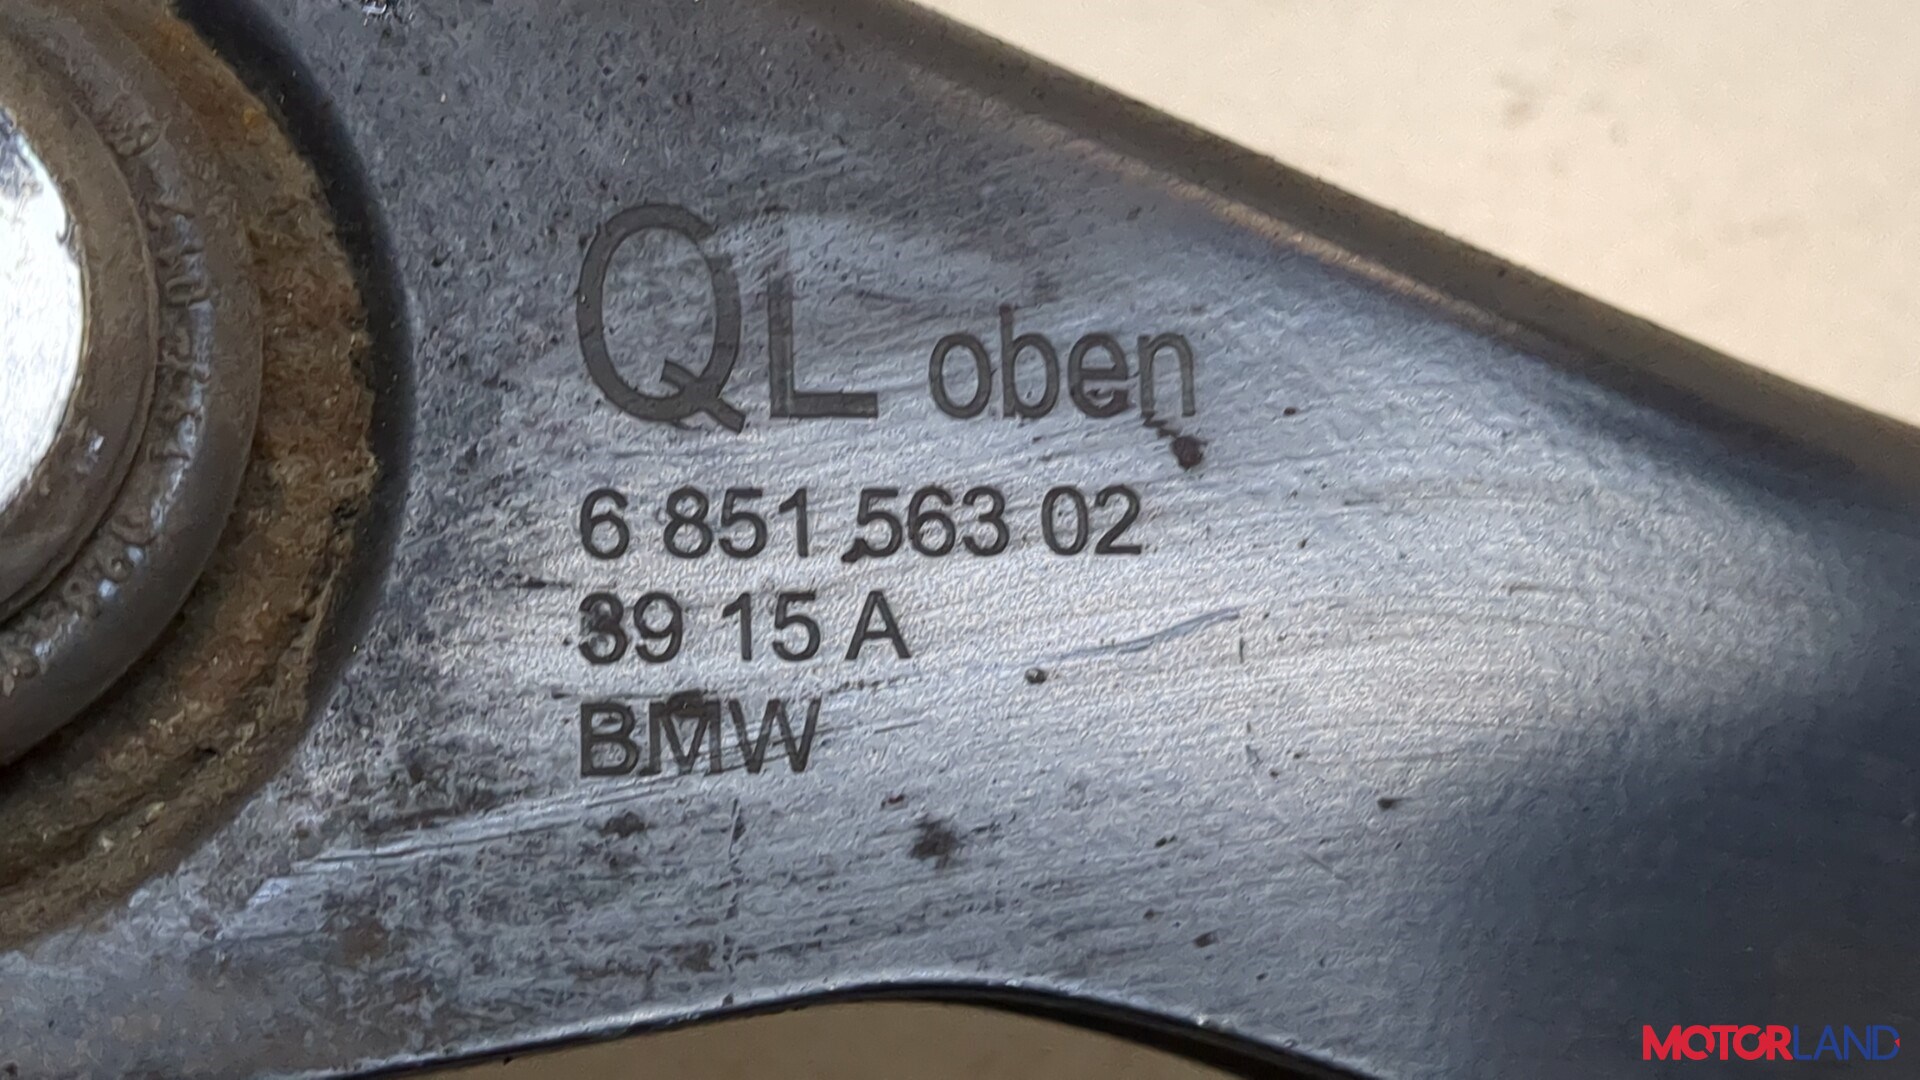 QL oben
6 851 563 02
39 15 A
BMW
MOTORLAND